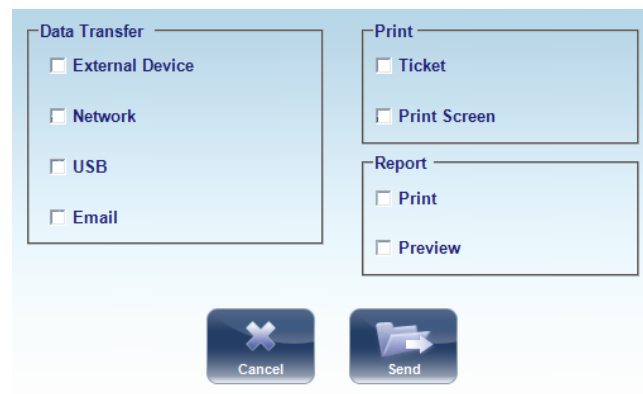 Data Transfer
External Device
Network
USB
Email
Print
Ticket
Print Screen
Report
Print
Preview
Cancel
Send